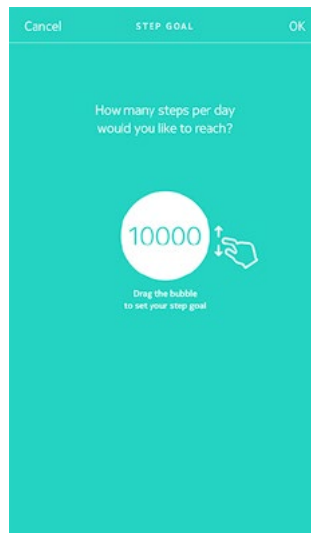 Cancel STEP GOAL OK
How many steps per day
would you like to reach?
10000
Drag the bubble
to set your step goal